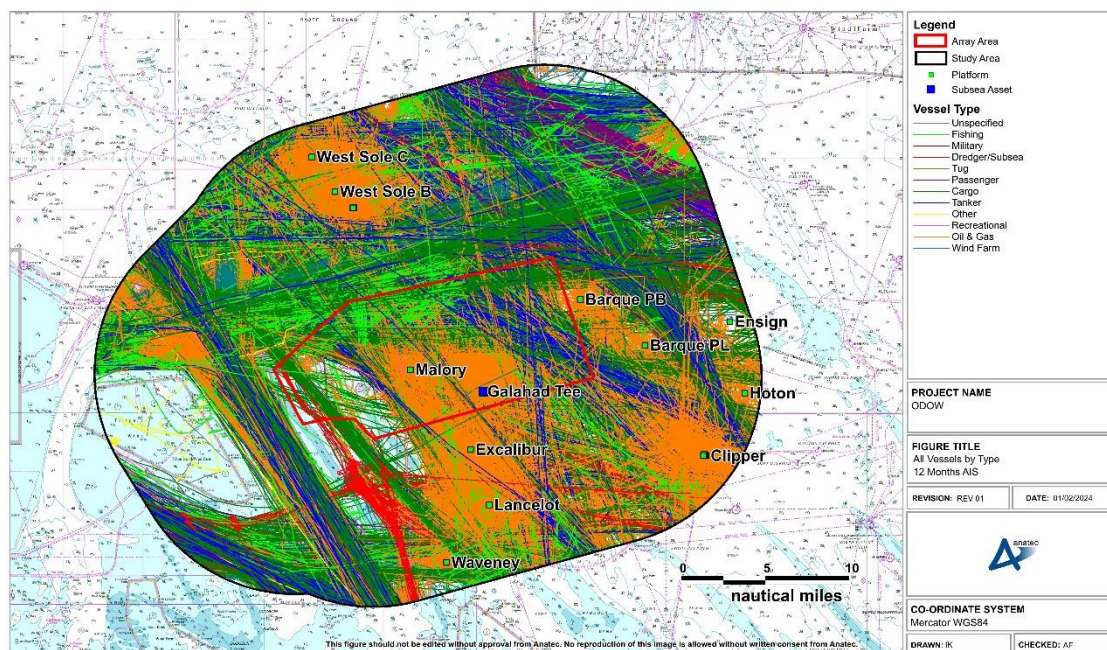 West Sole C
West Sole B
Barque PB
Ensign
Barque PL
Malory
Galahad Tee
Hoton
Excalibur
Clipper
Lancelot
Waveney
0 5 10
nautical miles
This figure should not be edited without approval from Anatec. No reproduction of this image is allowed without written consent from Anatec.
Legend
Array Area
Study Area
Platform
Subsea Asset
Vessel Type
Unspecified
Fishing
Military
Dredger/Subsea
Tug
Passenger
Cargo
Tanker
Other
Recreational
Oil & Gas
Wind Farm
PROJECT NAME
ODOW
FIGURE TITLE
All Vessels by Type
12 Months AIS
REVISION: REV 01
DATE: 01/02/2024
anatec
CO-ORDINATE SYSTEM
Mercator WGS84
DRAWN: IK
CHECKED: AF